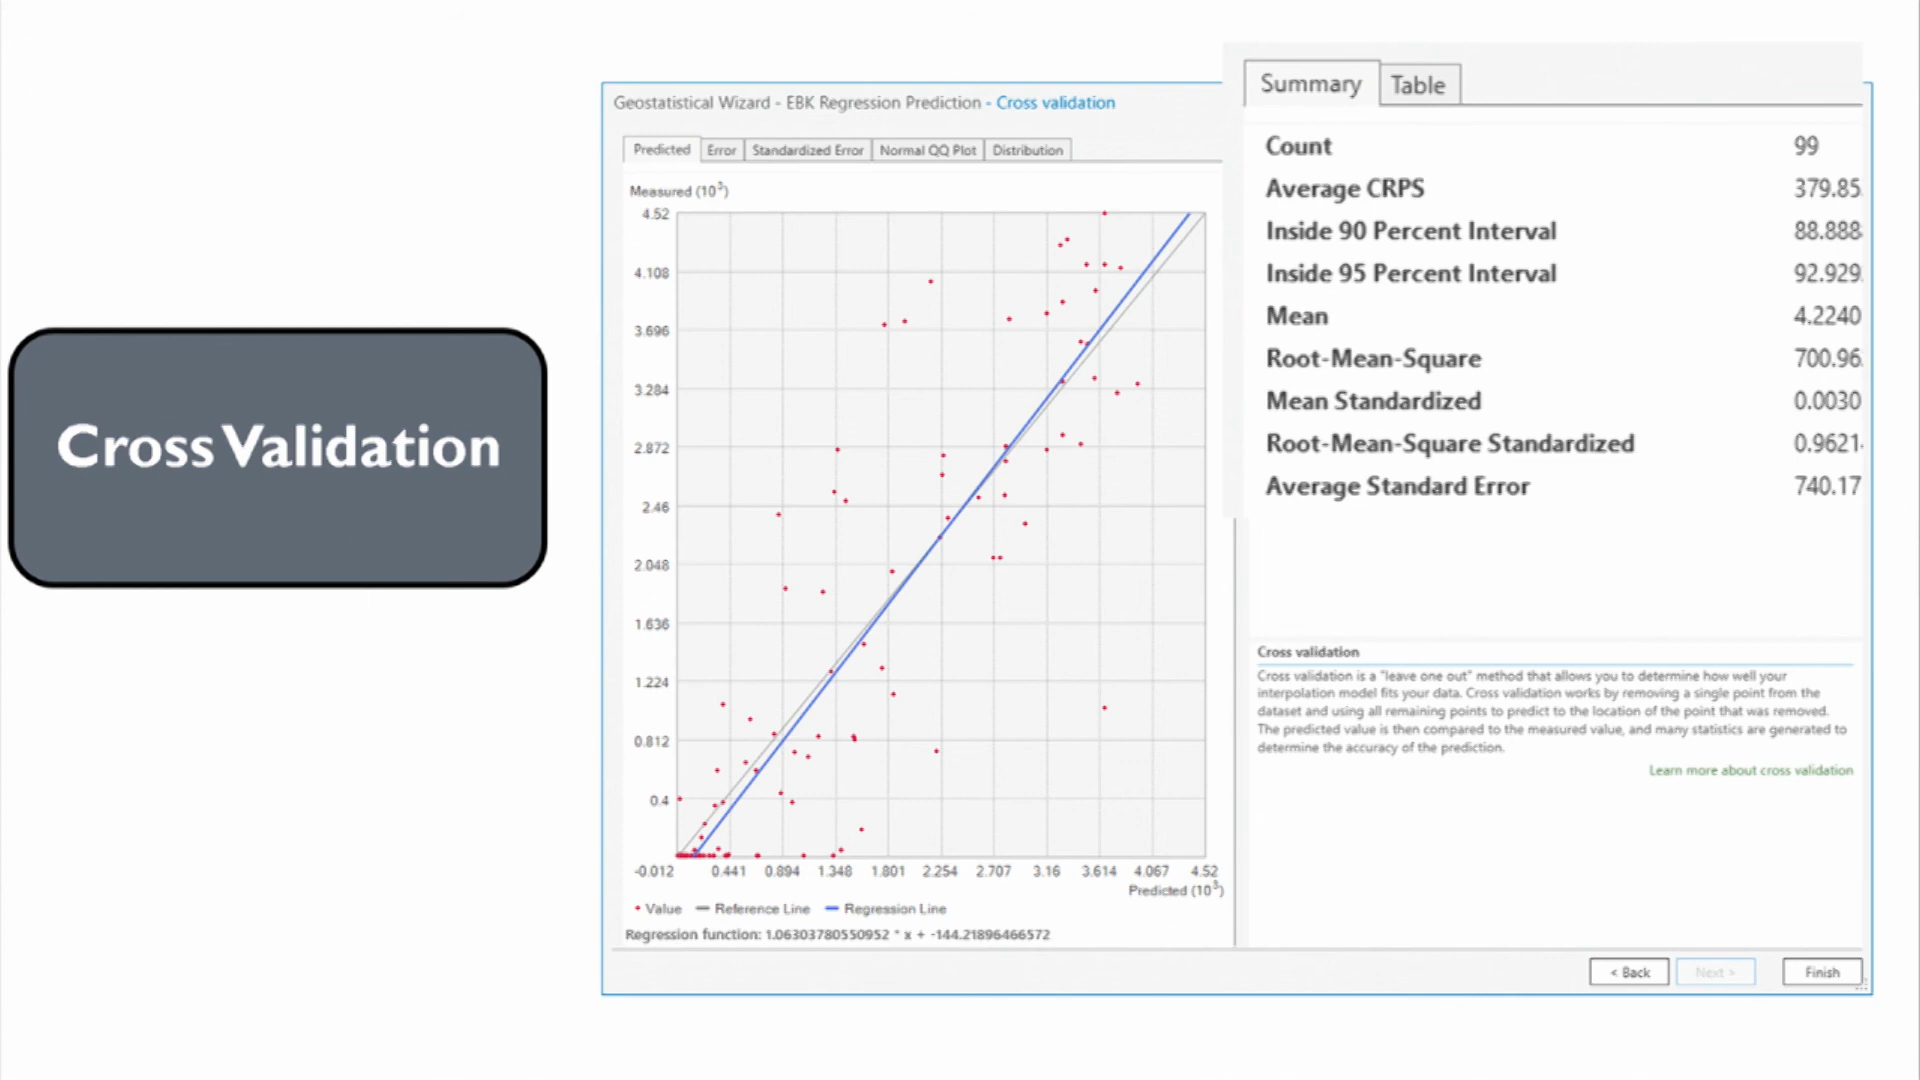 Cross Validation
Geostatistical Wizard - EBK Regression Prediction - Cross validation
Predicted Error Standardized Error Normal QQ Plot Distribution
Measured (10³)
4.52
4.108
3.696
3.284
2.872
2.46
2.048
1.636
1.224
0.812
0.4
-0.012 0.441 0.894 1.348 1.801 2.254 2.707 3.16 3.614 4.067 4.52
Predicted (10³)
Value Reference Line Regression Line
Regression function: 1.06303780550952 * x + -144.21896466572
Summary Table
Count 99
Average CRPS 379.85
Inside 90 Percent Interval 88.888
Inside 95 Percent Interval 92.929
Mean 4.2240
Root-Mean-Square 700.96
Mean Standardized 0.0030
Root-Mean-Square Standardized 0.9621
Average Standard Error 740.17
Cross validation
Cross validation is a "leave one out" method that allows you to determine how well your
interpolation model fits your data. Cross validation works by removing a single point from the
dataset and using all remaining points to predict to the location of the point that was removed.
The predicted value is then compared to the measured value, and many statistics are generated to
determine the accuracy of the prediction.
Learn more about cross validation
< Back Next > Finish